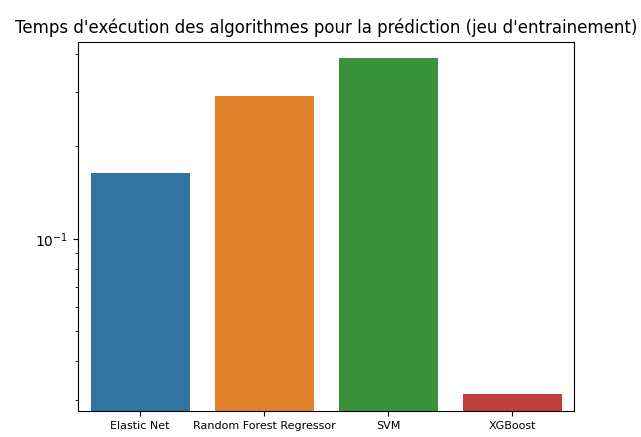 Temps d'exécution des algorithmes pour la prédiction (jeu d'entrainement)
10⁻¹
Elastic Net Random Forest Regressor SVM XGBoost